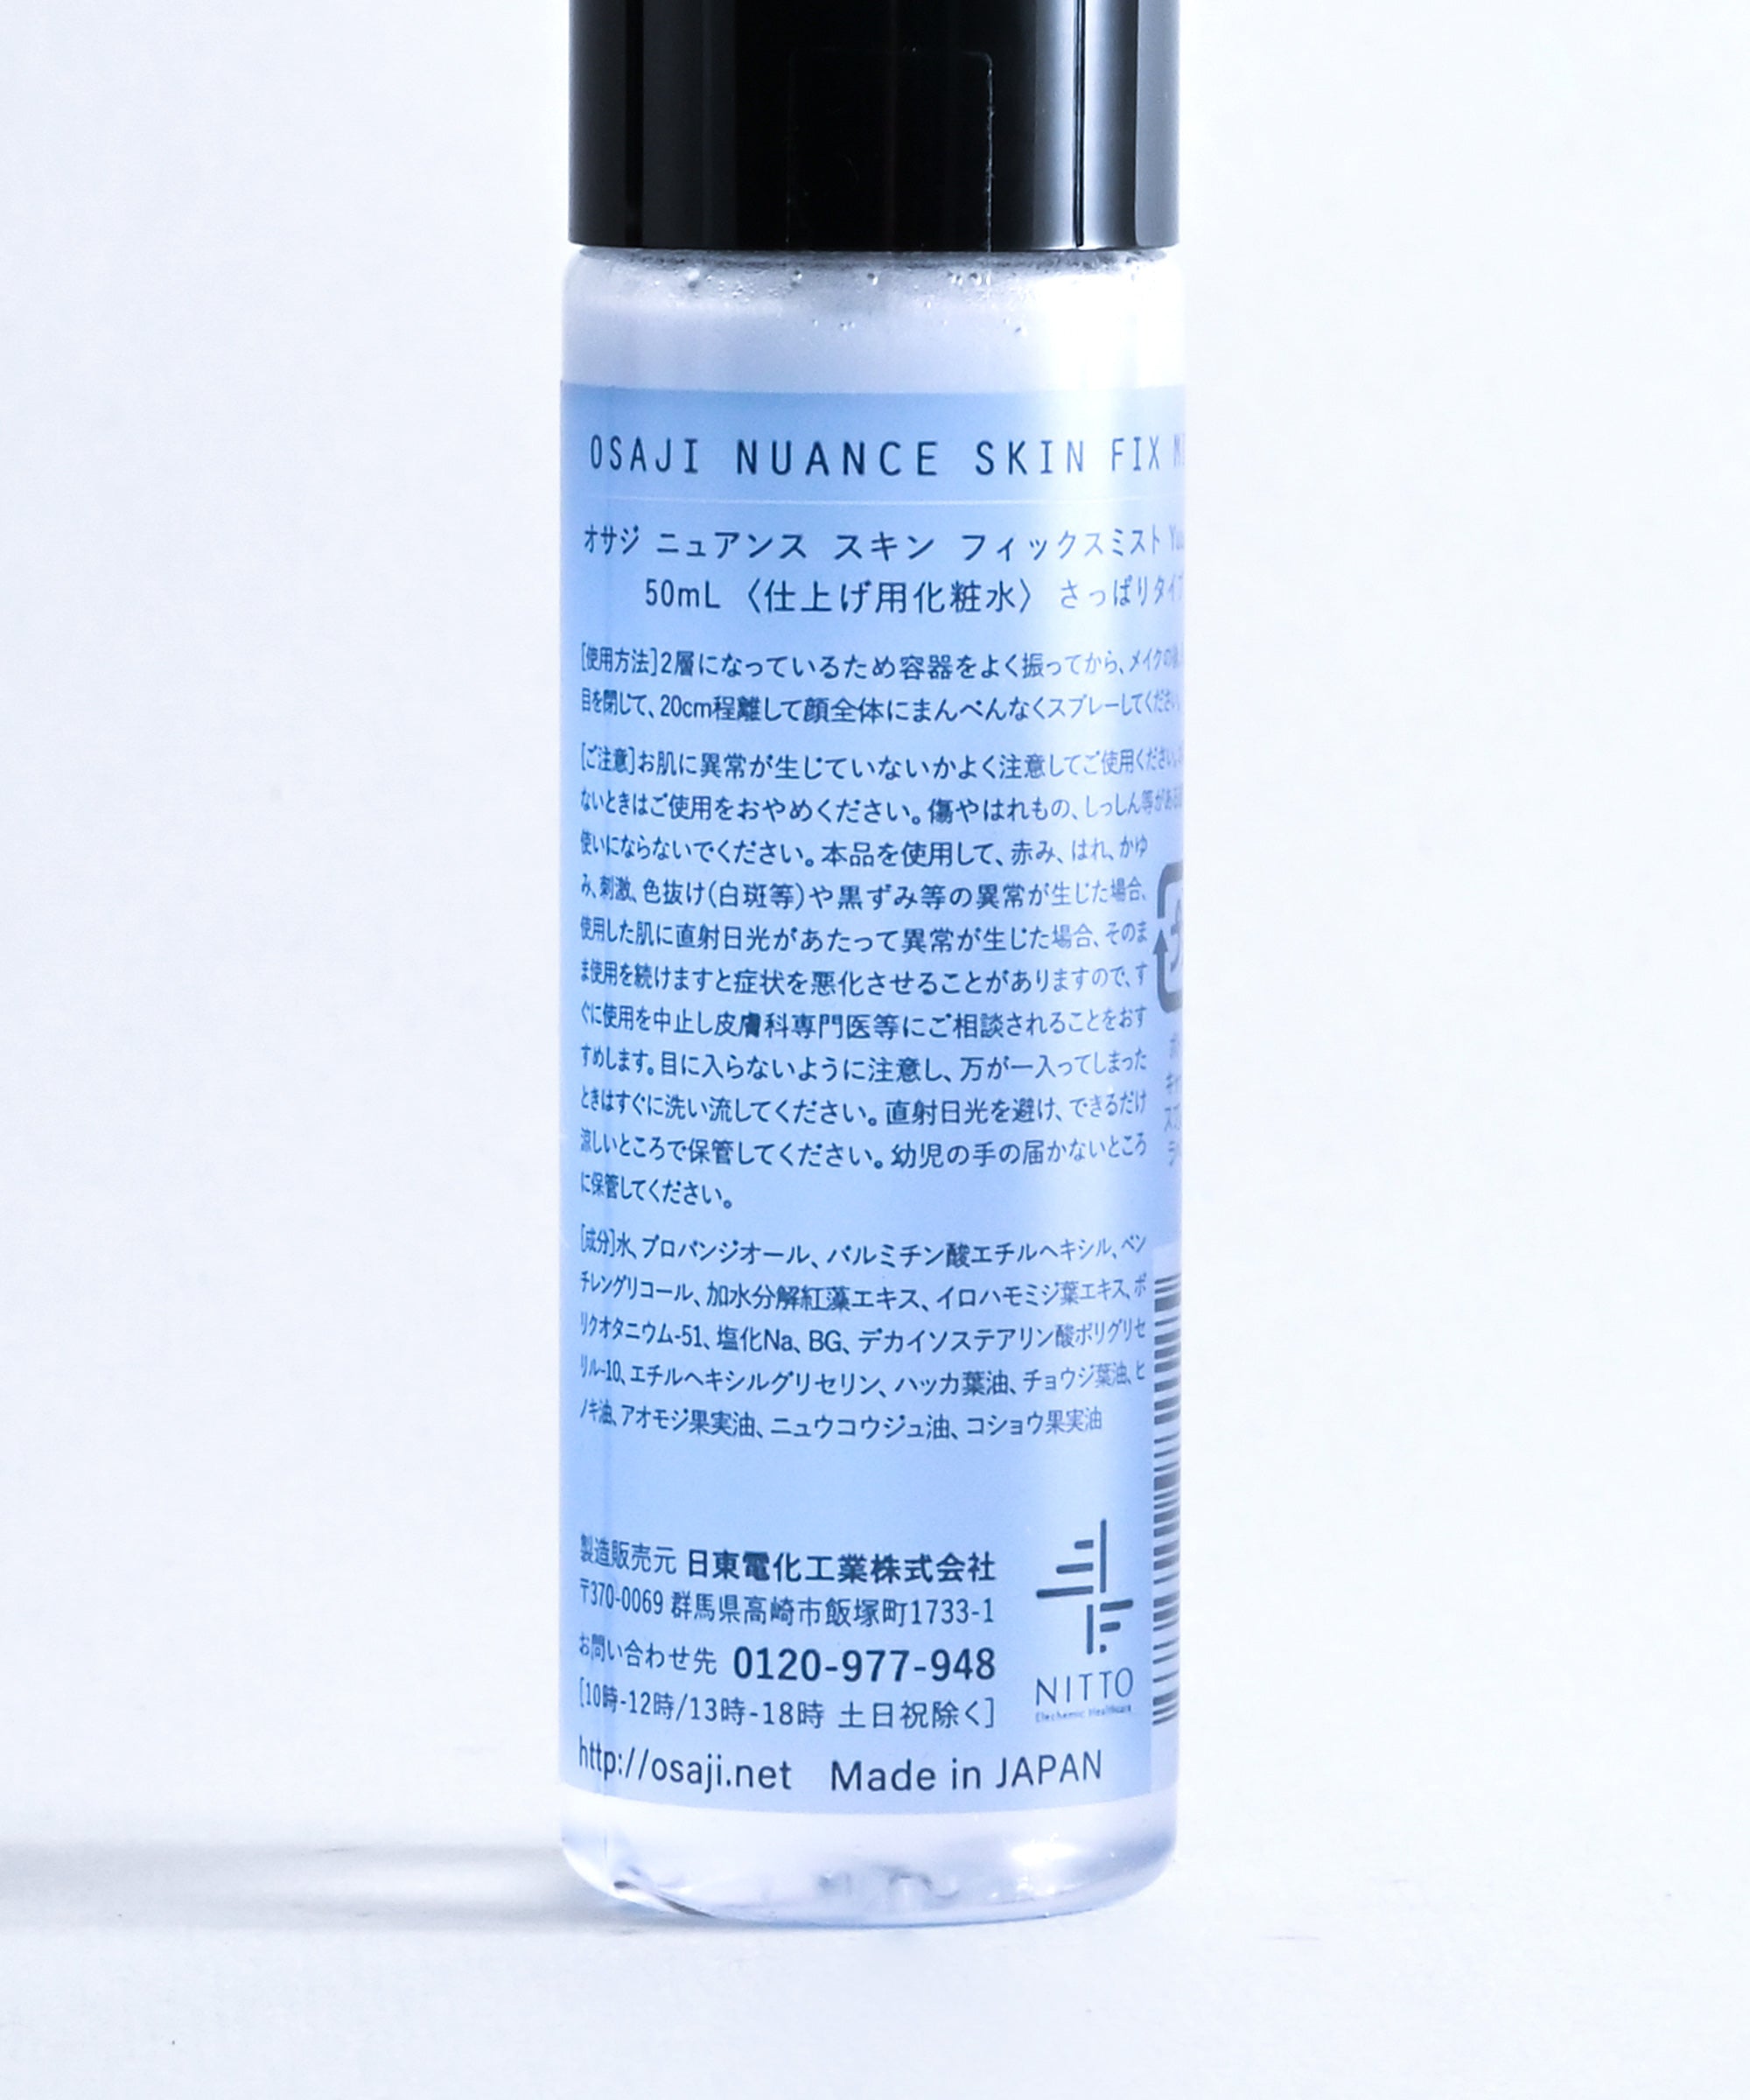 OSAJI NUANCE SKIN FIX
オサジ ニュアンス スキン フィックスミスト
50mL 〈仕上げ用化粧水〉 さっぱりタイプ
[使用方法]2層になっているため容器をよく振ってから、メイクの
目を閉じて、20cm程離して顔全体にまんべんなくスプレーしてください。
[ご注意]お肌に異常が生じていないかよく注意してご使用ください。
ないときはご使用をおやめください。傷やはれもの、しっしん等がある
使いにならないでください。本品を使用して、赤み、はれ、かゆ
み、刺激、色抜け(白斑等)や黒ずみ等の異常が生じた場合、
使用した肌に直射日光があたって異常が生じた場合、そのま
ま使用を続けますと症状を悪化させることがありますので、す
ぐに使用を中止し皮膚科専門医等にご相談されることをおす
すめします。目に入らないように注意し、万が一入ってしまった
ときはすぐに洗い流してください。直射日光を避け、できるだけ
涼しいところで保管してください。幼児の手の届かないところ
に保管してください。
[成分]水、プロパンジオール、パルミチン酸エチルヘキシル、ペン
チレングリコール、加水分解紅藻エキス、イロハモミジ葉エキス、ポ
リクオタニウム-51、塩化Na、BG、デカイソステアリン酸ポリグリセ
リル-10、エチルヘキシルグリセリン、ハッカ葉油、チョウジ葉油、ヒ
ノキ油、アオモジ果実油、ニュウコウジュ油、コショウ果実油
製造販売元 日東電化工業株式会社
〒370-0069 群馬県高崎市飯塚町1733-1
お問い合わせ先 0120-977-948
[10時-12時/13時-18時 土日祝除く]
NITTO
Elechemic Healthcare
http://osaji.net Made in JAPAN